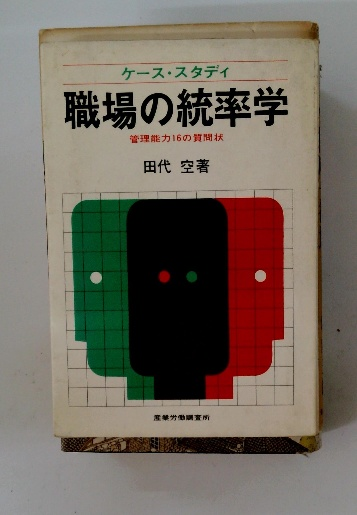 ケース・スタディ
職場の統率学
管理能力16の質問状
田代 空著
産業労働調査所